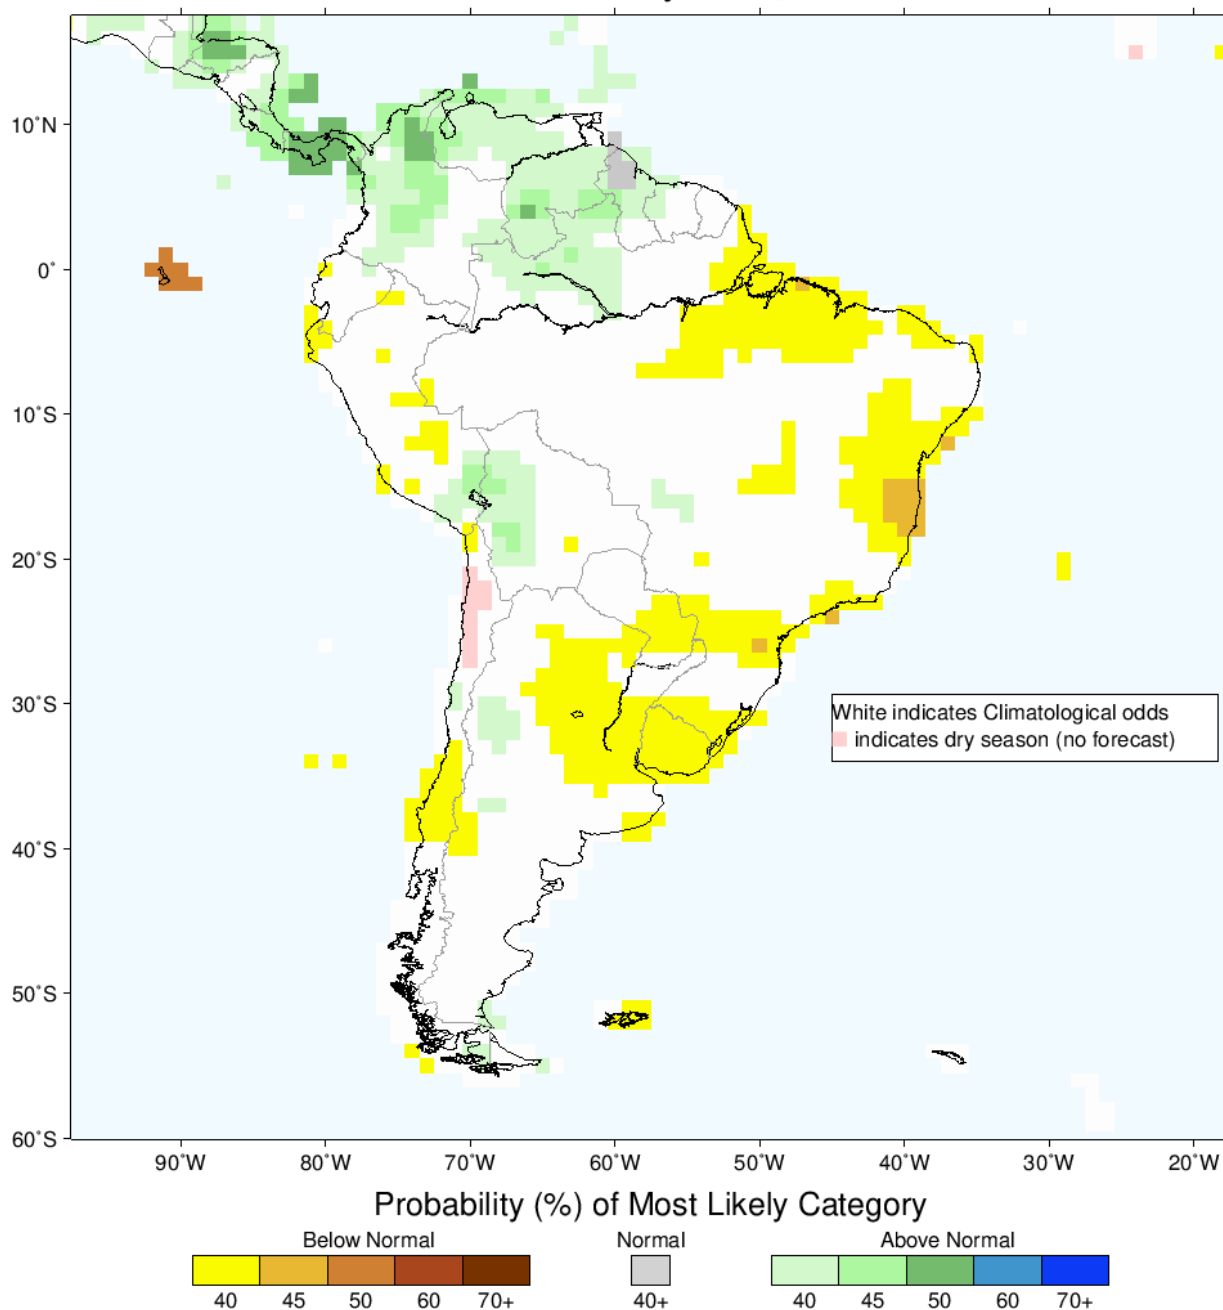 10°N
0°
10°S
20°S
30°S
40°S
50°S
60°S
White indicates Climatological odds
indicates dry season (no forecast)
90°W 80°W 70°W 60°W 50°W 40°W 30°W 20°W
Probability (%) of Most Likely Category
Below Normal Normal Above Normal
40 45 50 60 70+ 40+ 40 45 50 60 70+